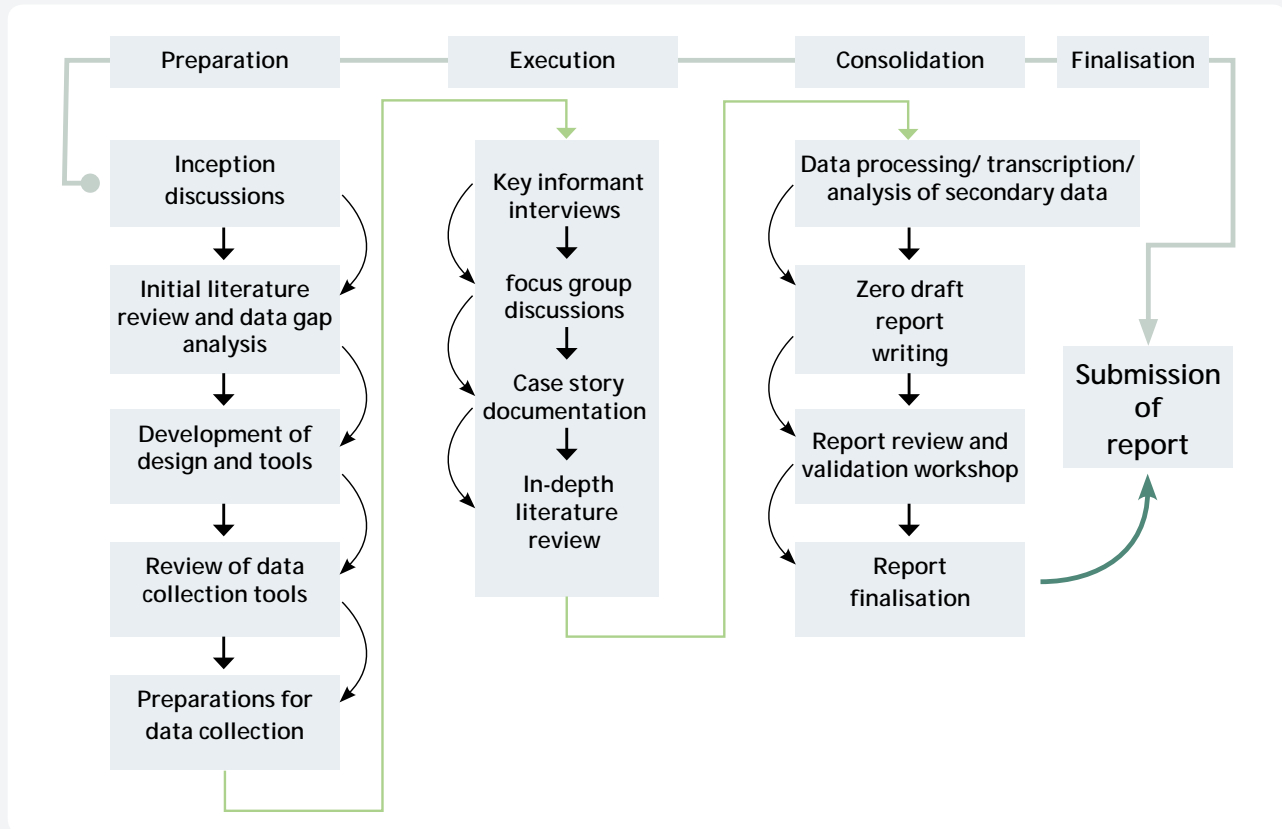 Preparation
Execution
Consolidation
Finalisation
Inception
discussions
Initial literature
review and data gap
analysis
Development of
design and tools
Review of data
collection tools
Preparations for
data collection
Key informant
interviews
focus group
discussions
Case story
documentation
In-depth
literature
review
Data processing/ transcription/
analysis of secondary data
Zero draft
report
writing
Report review and
validation workshop
Report
finalisation
Submission
of
report